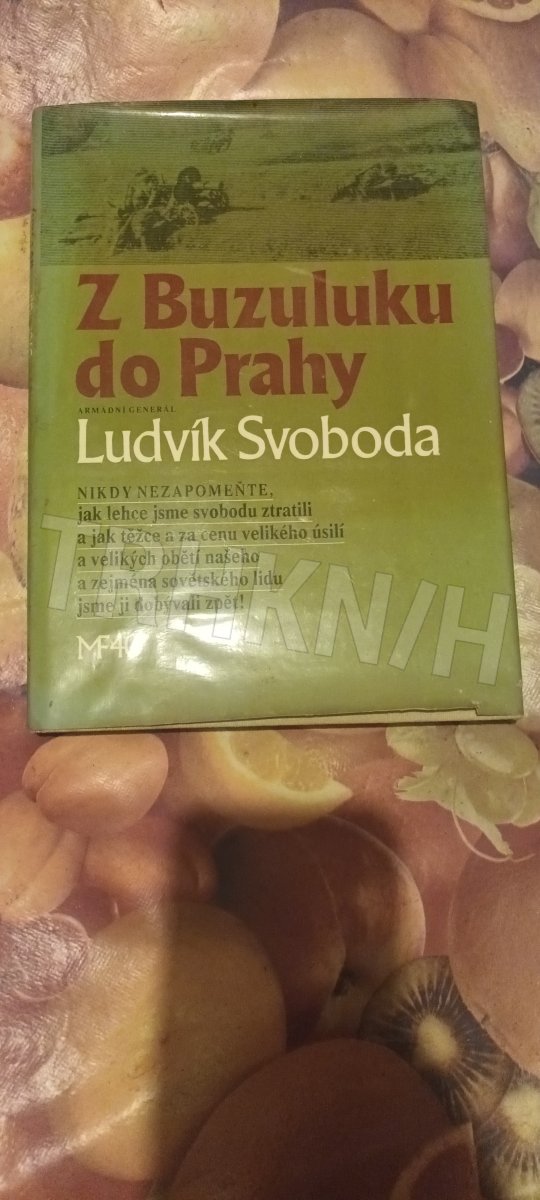 Z Buzuluku
do Prahy
ARMÁDNÍ GENERÁL
Ludvík Svoboda
NIKDY NEZAPOMEŇTE,
jak lehce jsme svobodu ztratili
a jak těžce a za cenu velikého úsilí
a velikých obětí našeho
a zejména sovětského lidu
jsme ji dobývali zpět!